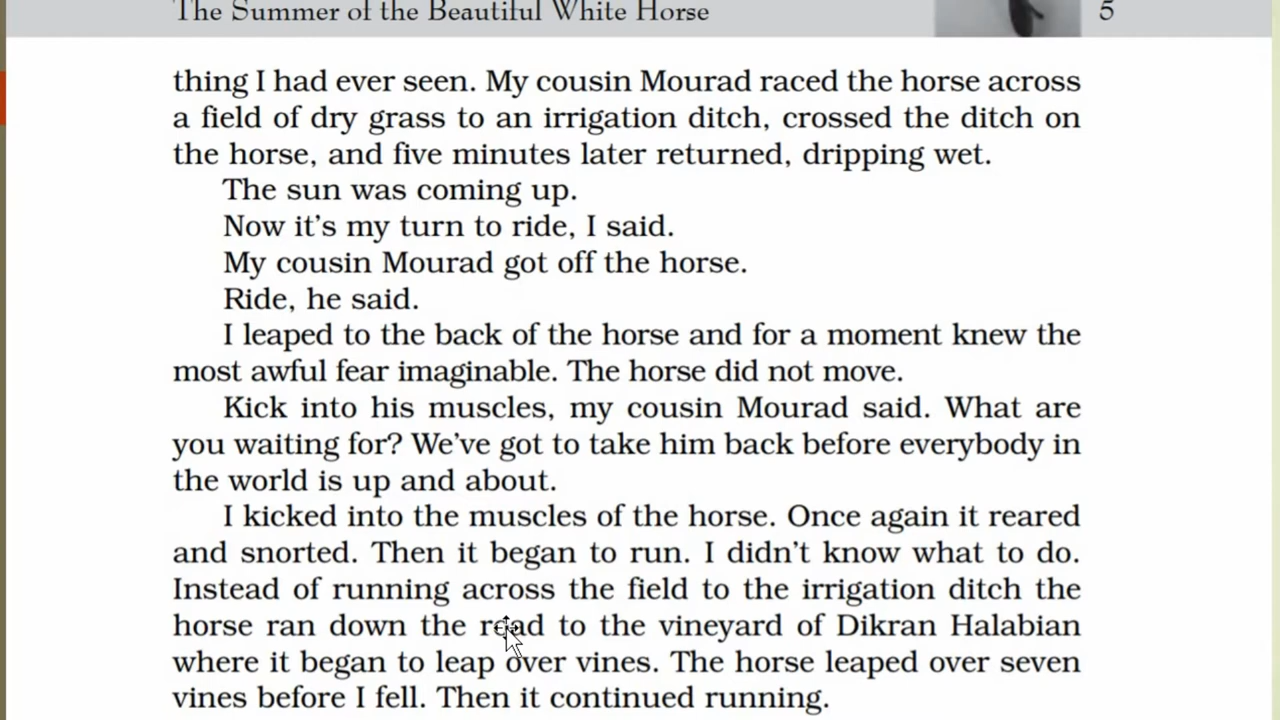 The Summer of the Beautiful White Horse 5
thing I had ever seen. My cousin Mourad raced the horse across
a field of dry grass to an irrigation ditch, crossed the ditch on
the horse, and five minutes later returned, dripping wet.
The sun was coming up.
Now it's my turn to ride, I said.
My cousin Mourad got off the horse.
Ride, he said.
I leaped to the back of the horse and for a moment knew the
most awful fear imaginable. The horse did not move.
Kick into his muscles, my cousin Mourad said. What are
you waiting for? We've got to take him back before everybody in
the world is up and about.
I kicked into the muscles of the horse. Once again it reared
and snorted. Then it began to run. I didn't know what to do.
Instead of running across the field to the irrigation ditch the
horse ran down the road to the vineyard of Dikran Halabian
where it began to leap over vines. The horse leaped over seven
vines before I fell. Then it continued running.